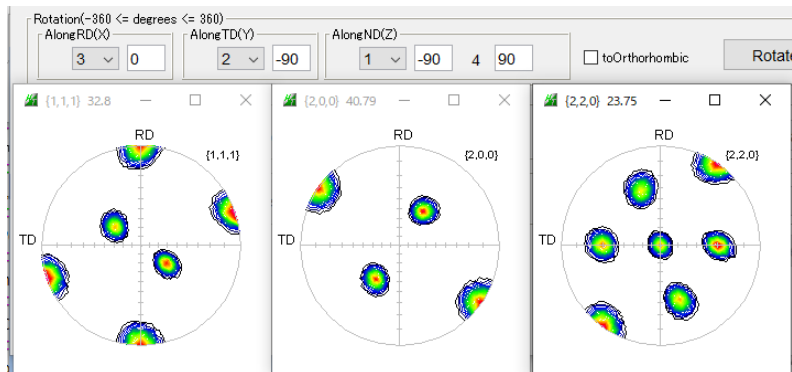 Rotation(-360 <= degrees <= 360)
AlongRD(X) AlongTD(Y) AlongND(Z)
3 0 2 -90 1 -90 4 90 toOrthorhombic Rotate
{1,1,1} 32.8 {2,0,0} 40.79 {2,2,0} 23.75
RD RD RD
{1,1,1} {2,0,0} {2,2,0}
TD TD TD